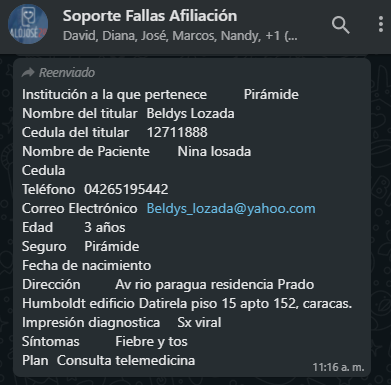 Soporte Fallas Afiliación
David, Diana, José, Marcos, Nandy, +1 (...
LOJOSÉ
Reenviado
Institución a la que pertenece Pirámide
Nombre del titular Beldys Lozada
Cedula del titular 12711888
Nombre de Paciente Nina losada
Cedula
Teléfono 04265195442
Correo Electrónico Beldys_lozada@yahoo.com
Edad 3 años
Seguro Pirámide
Fecha de nacimiento
Dirección Av rio paragua residencia Prado
Humboldt edificio Datirela piso 15 apto 152, caracas.
Impresión diagnostica Sx viral
Síntomas Fiebre y tos
Plan Consulta telemedicina
11:16 a. m.